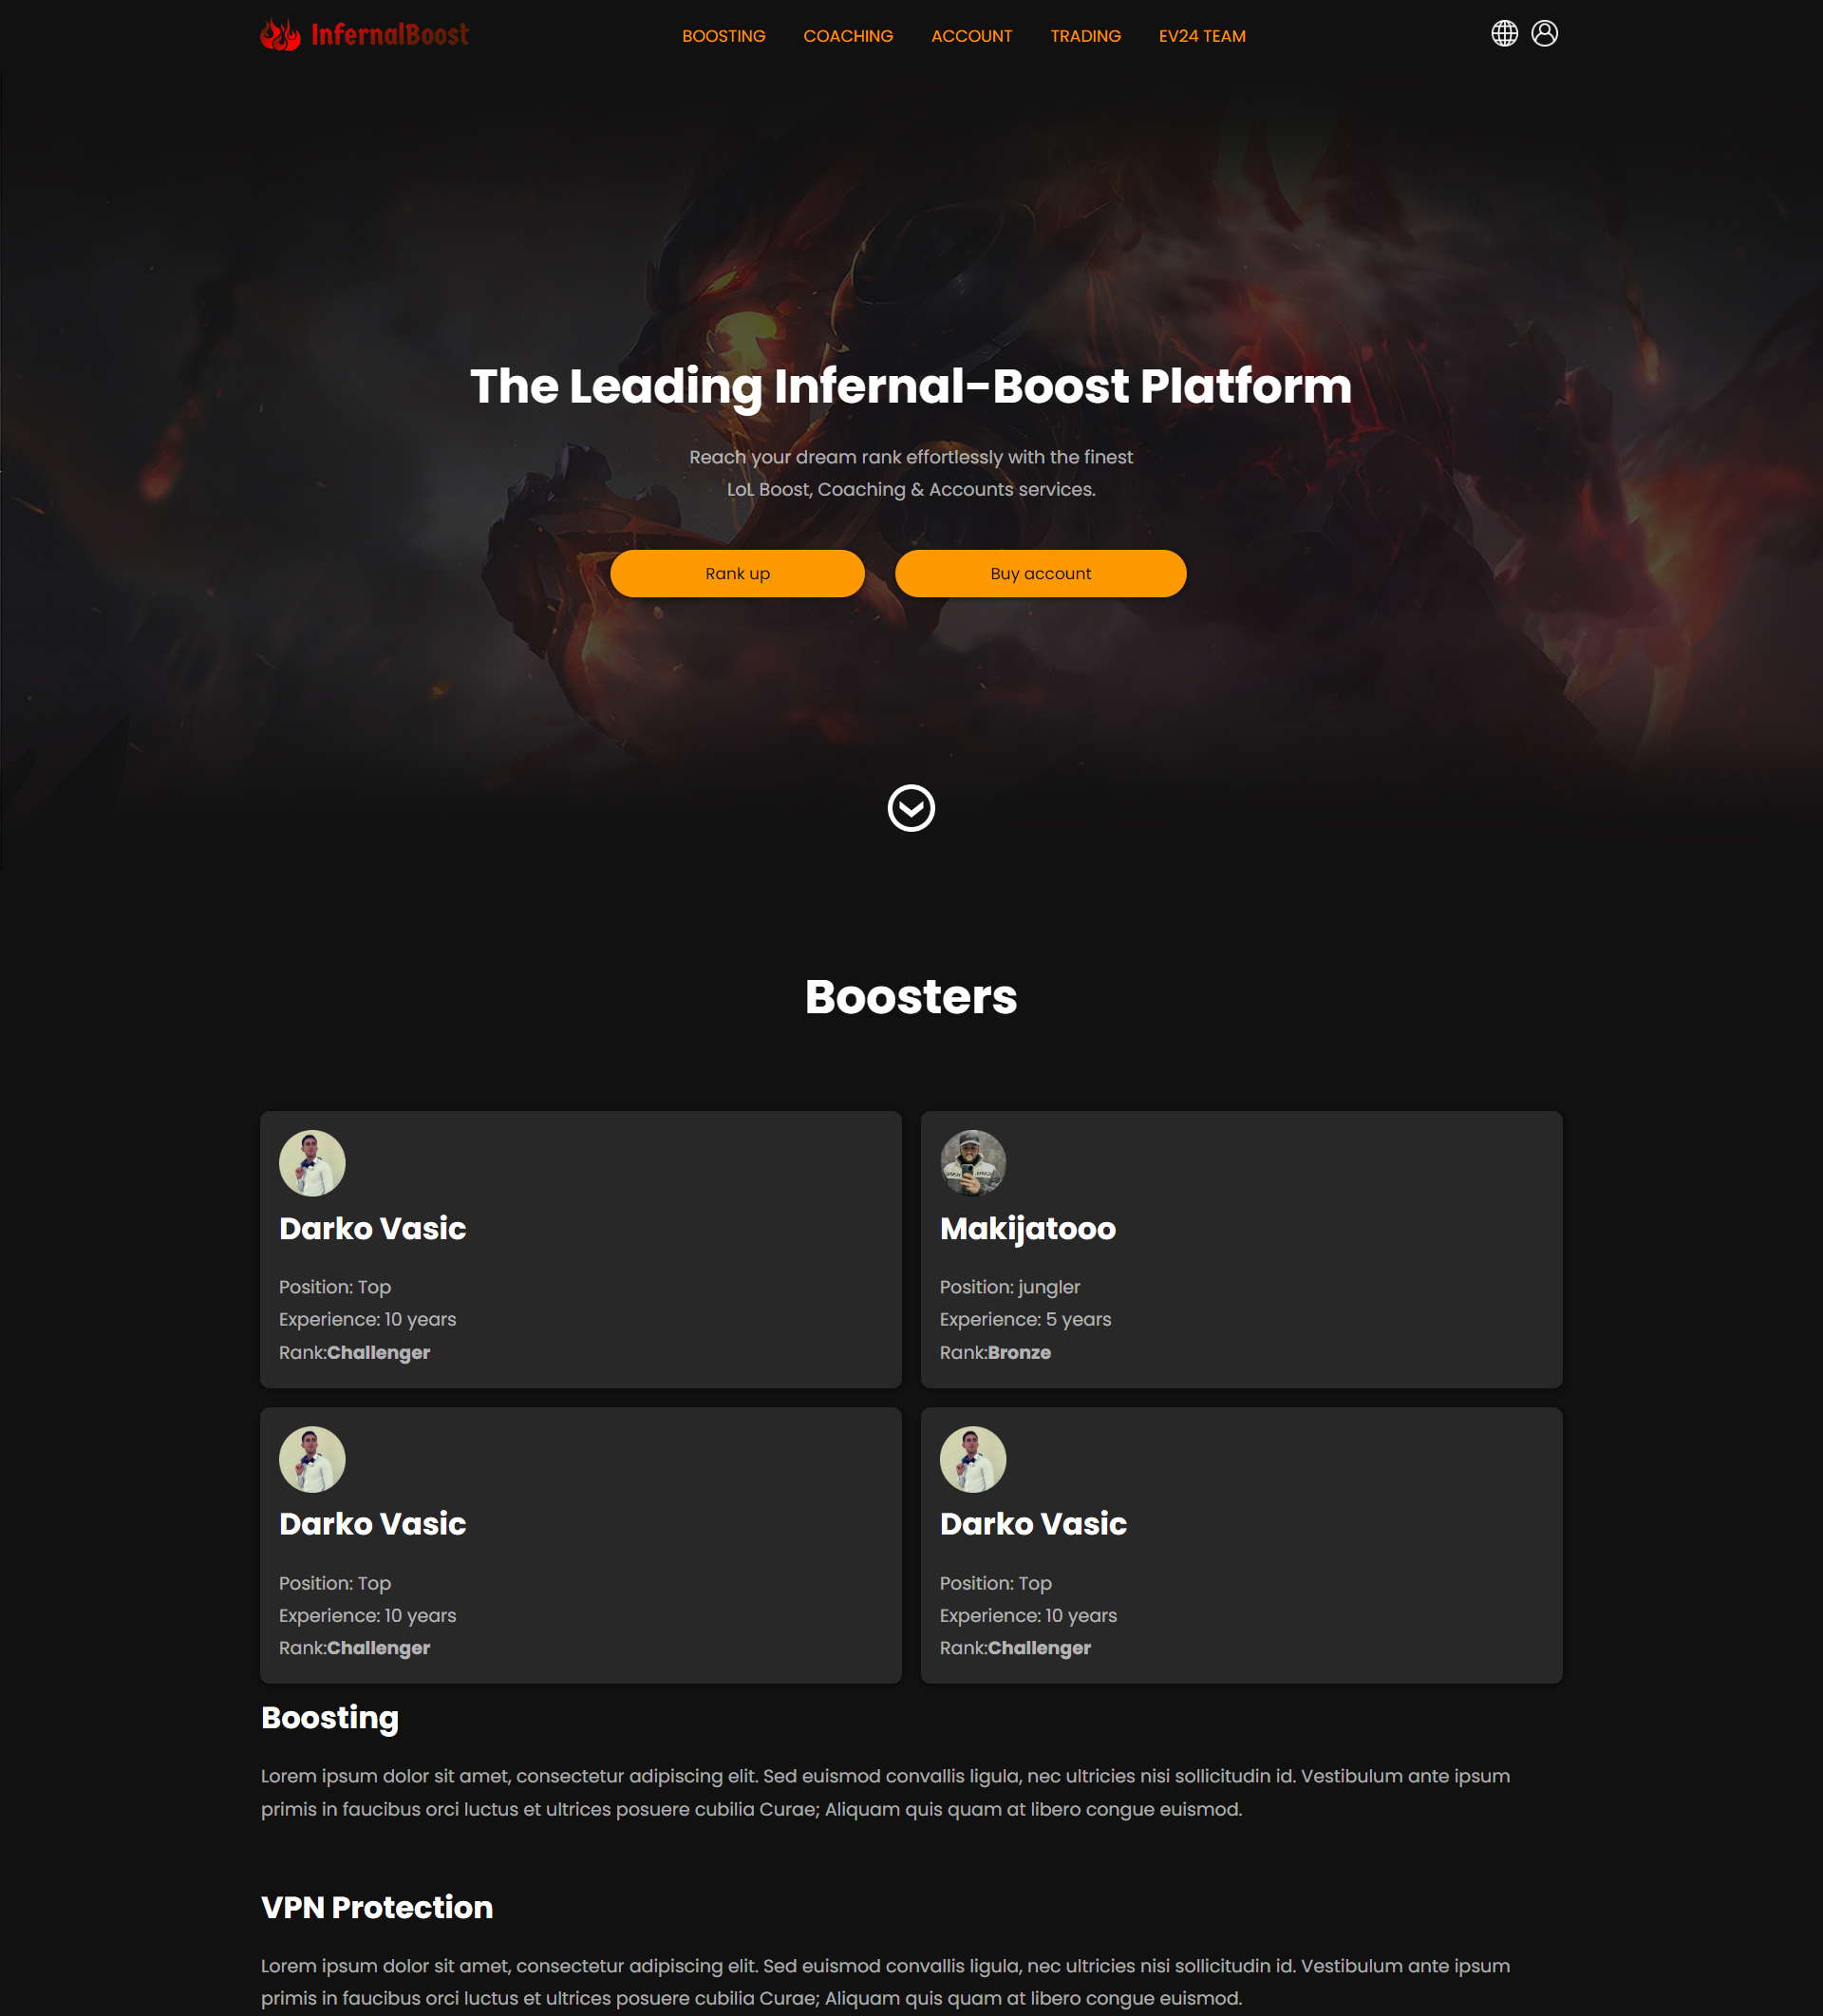 InfernalBoost
BOOSTING COACHING ACCOUNT TRADING EV24 TEAM
The Leading Infernal-Boost Platform
Reach your dream rank effortlessly with the finest
LoL Boost, Coaching & Accounts services.
Rank up
Buy account
Boosters
Darko Vasic
Position: Top
Experience: 10 years
Rank:Challenger
Makijatooo
Position: jungler
Experience: 5 years
Rank:Bronze
Darko Vasic
Position: Top
Experience: 10 years
Rank:Challenger
Darko Vasic
Position: Top
Experience: 10 years
Rank:Challenger
Boosting
Lorem ipsum dolor sit amet, consectetur adipiscing elit. Sed euismod convallis ligula, nec ultricies nisi sollicitudin id. Vestibulum ante ipsum
primis in faucibus orci luctus et ultrices posuere cubilia Curae; Aliquam quis quam at libero congue euismod.
VPN Protection
Lorem ipsum dolor sit amet, consectetur adipiscing elit. Sed euismod convallis ligula, nec ultricies nisi sollicitudin id. Vestibulum ante ipsum
primis in faucibus orci luctus et ultrices posuere cubilia Curae; Aliquam quis quam at libero congue euismod.